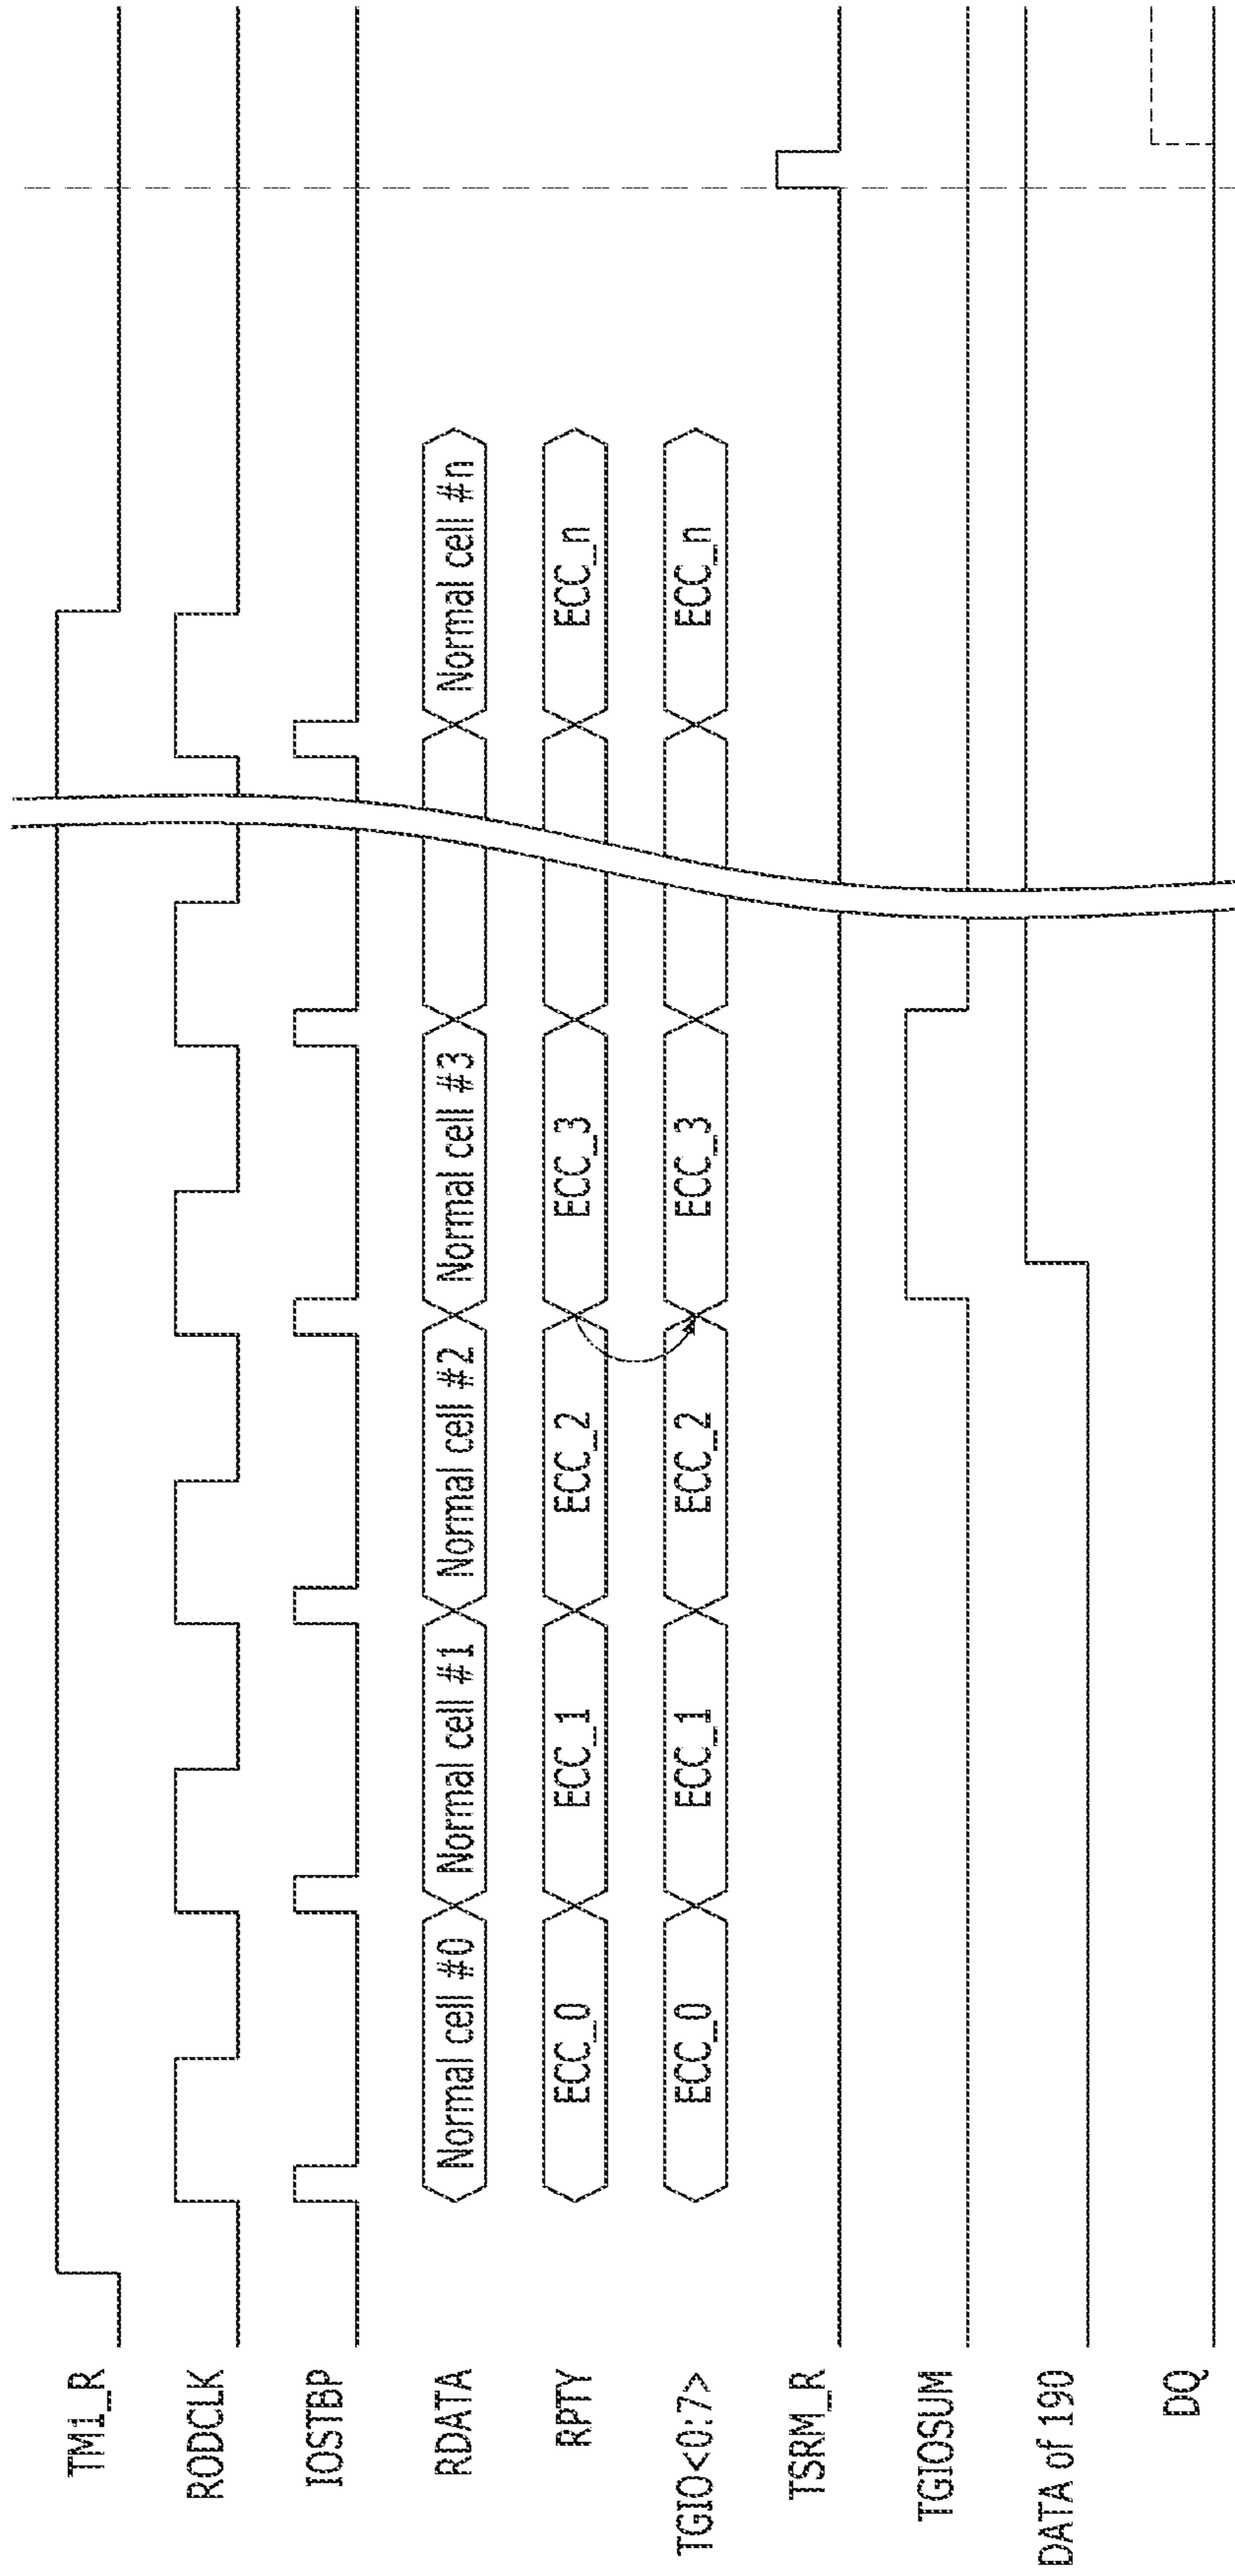 TM1_R
RODCLK
IOSTBP
RDATA Normal cell #0 Normal cell #1 Normal cell #2 Normal cell #3 Normal cell #n
RPTY ECC_0 ECC_1 ECC_2 ECC_3 ECC_n
TGIO<0:7> ECC_0 ECC_1 ECC_2 ECC_3 ECC_n
TSRM_R
TGIOSUM
DATA of 190
DQ